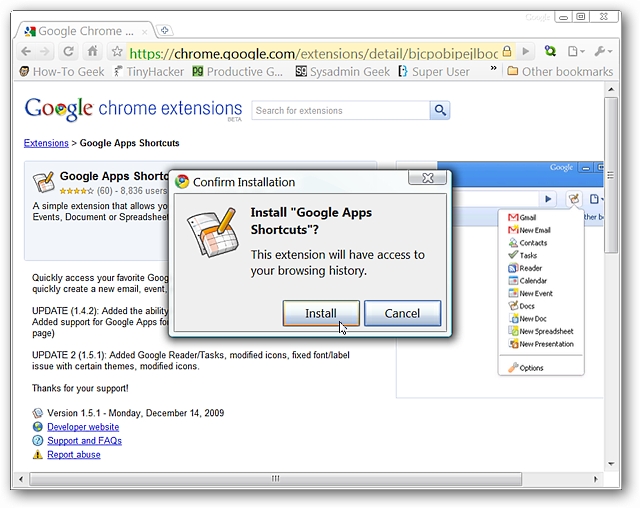 Google
Google Chrome ...
https://chrome.google.com/extensions/detail/bjcpobipejlboc
How-To Geek TinyHacker Productive G... Sysadmin Geek Super User » Other bookmarks
Google chrome extensions
BETA
Search for extensions
Extensions > Google Apps Shortcuts
Google Apps Shortc
(60) - 8,836 users
A simple extension that allows you
Events, Document or Spreadshee
Confirm Installation
Install "Google Apps
Shortcuts"?
This extension will have access to
your browsing history.
Install Cancel
Google
ther b
Gmail
New Email
Contacts
Tasks
Reader
Calendar
New Event
Docs
New Doc
New Spreadsheet
New Presentation
Options
Quickly access your favorite Goog
quickly create a new email, event,
UPDATE (1.4.2): Added the ability
Added support for Google Apps for
page)
UPDATE 2 (1.5.1): Added Google Reader/Tasks, modified icons, fixed font/label
issue with certain themes, modified icons.
Thanks for your support!
Version 1.5.1 - Monday, December 14, 2009
Developer website
Support and FAQs
Report abuse